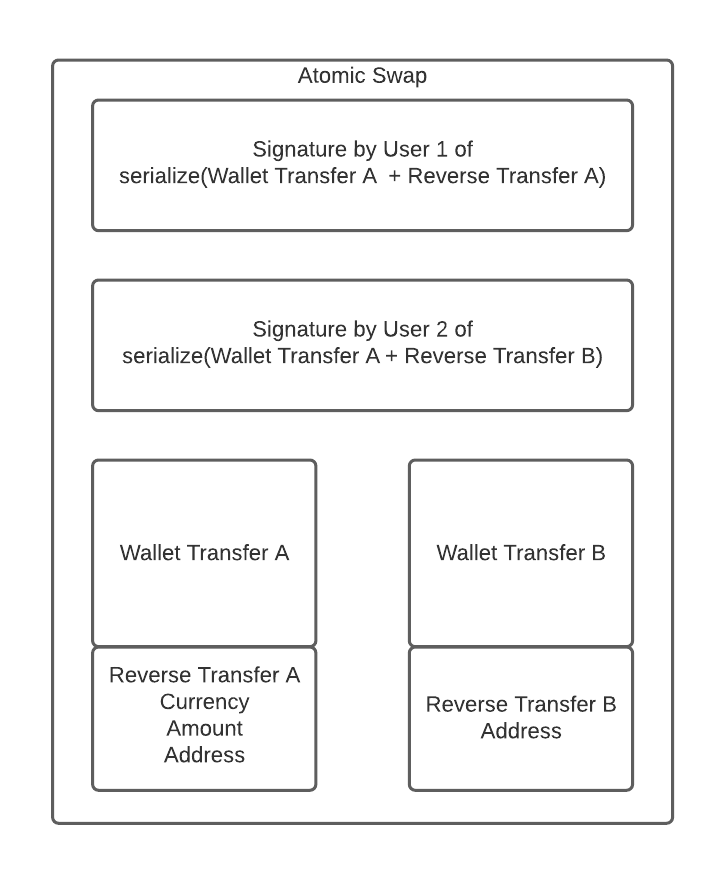 Atomic Swap
Signature by User 1 of
serialize(Wallet Transfer A  + Reverse Transfer A)
Signature by User 2 of
serialize(Wallet Transfer A + Reverse Transfer B)
Wallet Transfer A
Wallet Transfer B
Reverse Transfer A
Currency
Amount
Address
Reverse Transfer B
Address